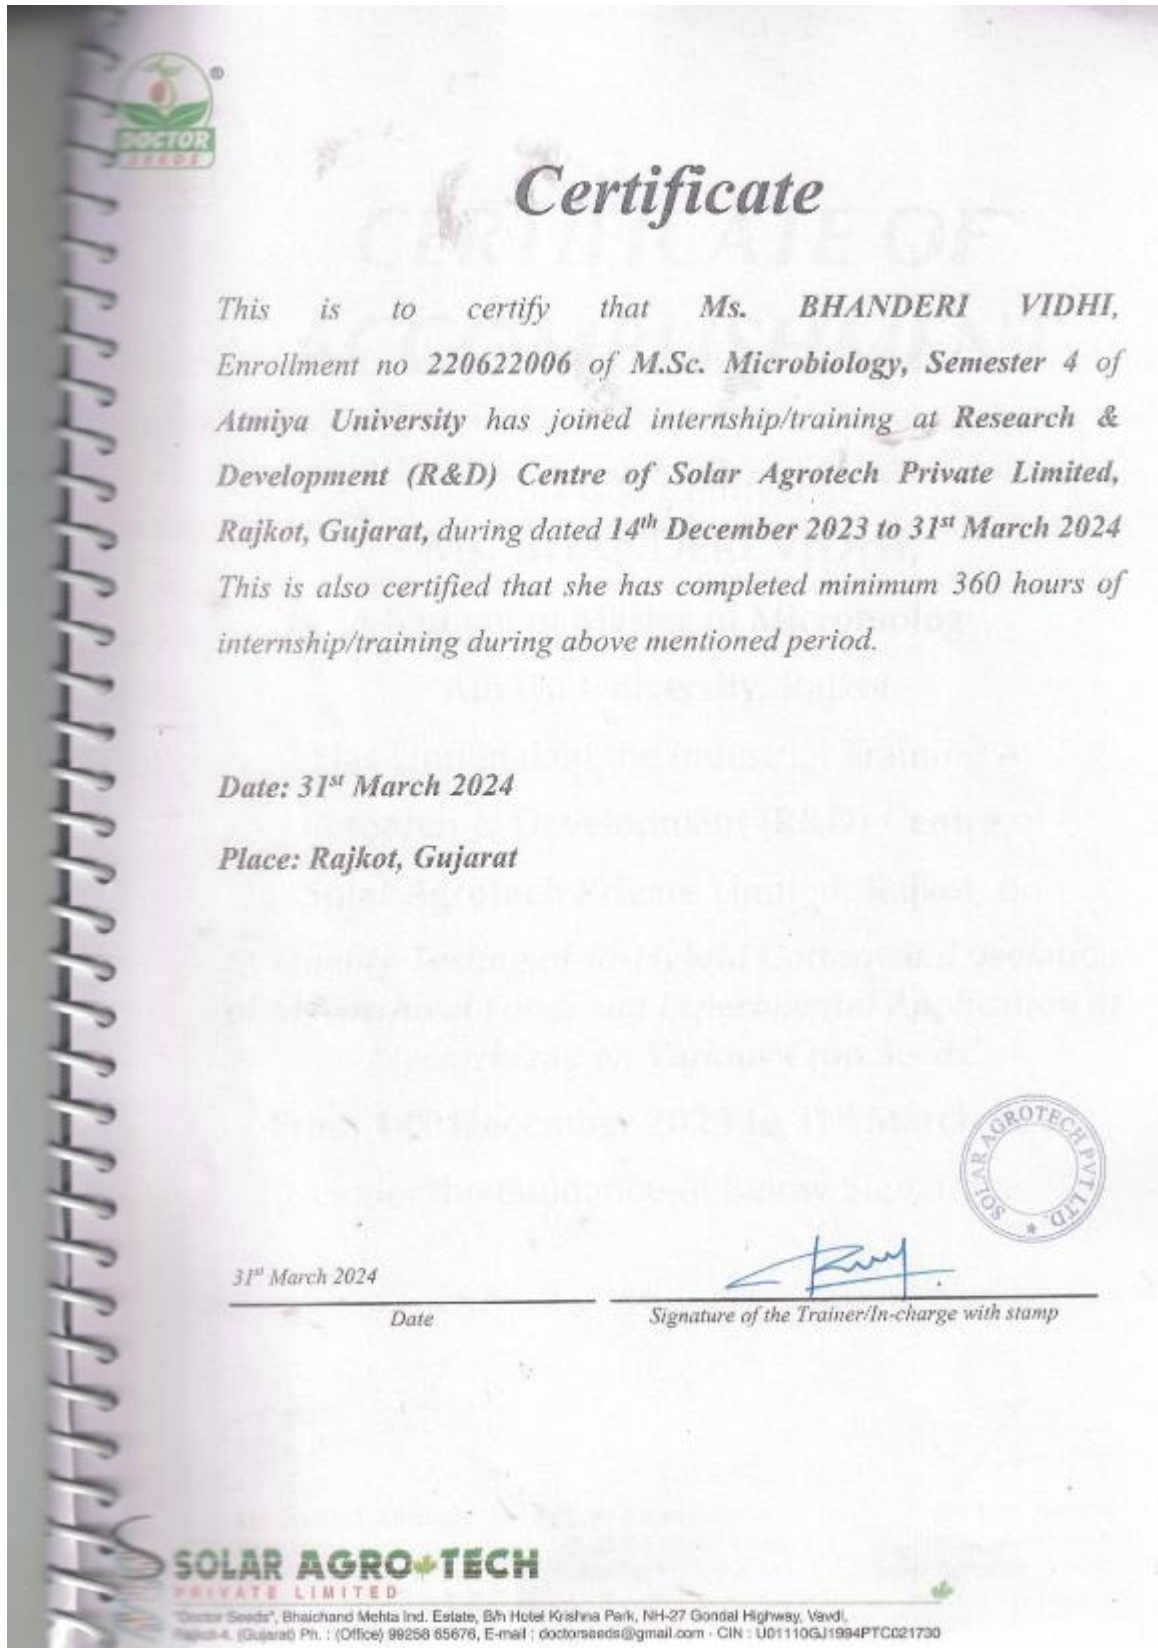 ®
DOCTOR
SEEDS
Certificate
This is to certify that Ms. BHANDERI VIDHI,
Enrollment no 220622006 of M.Sc. Microbiology, Semester 4 of
Atmiya University has joined internship/training at Research &
Development (R&D) Centre of Solar Agrotech Private Limited,
Rajkot, Gujarat, during dated 14th December 2023 to 31st March 2024
This is also certified that she has completed minimum 360 hours of
internship/training during above mentioned period.
Date: 31st March 2024
Place: Rajkot, Gujarat
SOLAR AGROTECH PVT LTD. ★
31st March 2024
Date
Signature of the Trainer/In-charge with stamp
SOLAR AGRO TECH
PRIVATE LIMITED
"Doctor Seeds", Bhaichand Mehta Ind. Estate, B/h Hotel Krishna Park, NH-27 Gondal Highway, Vavdi,
Rajkot-4. (Gujarat) Ph. : (Office) 99258 65676, E-mail : doctorseeds@gmail.com - CIN : U01110GJ1994PTC021730